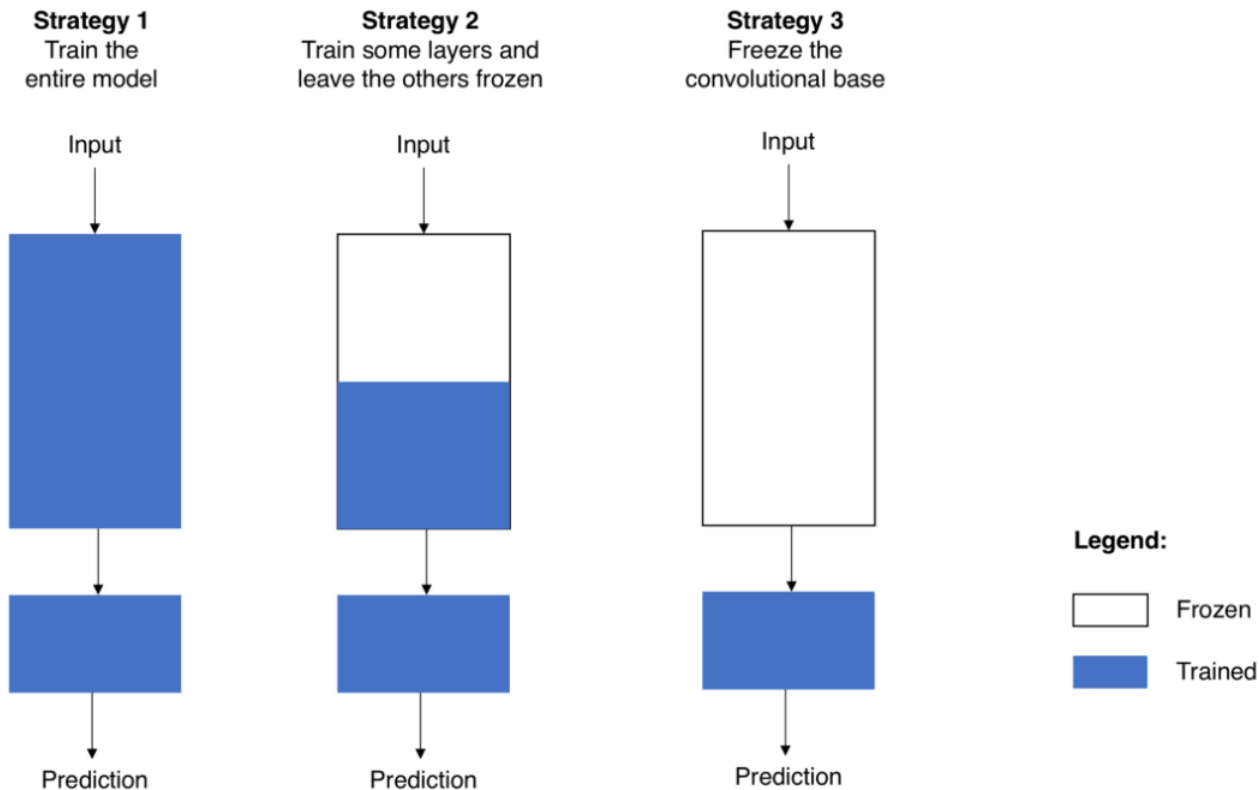 Strategy 1
Train the
entire model
Input
Prediction
Strategy 2
Train some layers and
leave the others frozen
Input
Prediction
Strategy 3
Freeze the
convolutional base
Input
Prediction
Legend:
Frozen
Trained